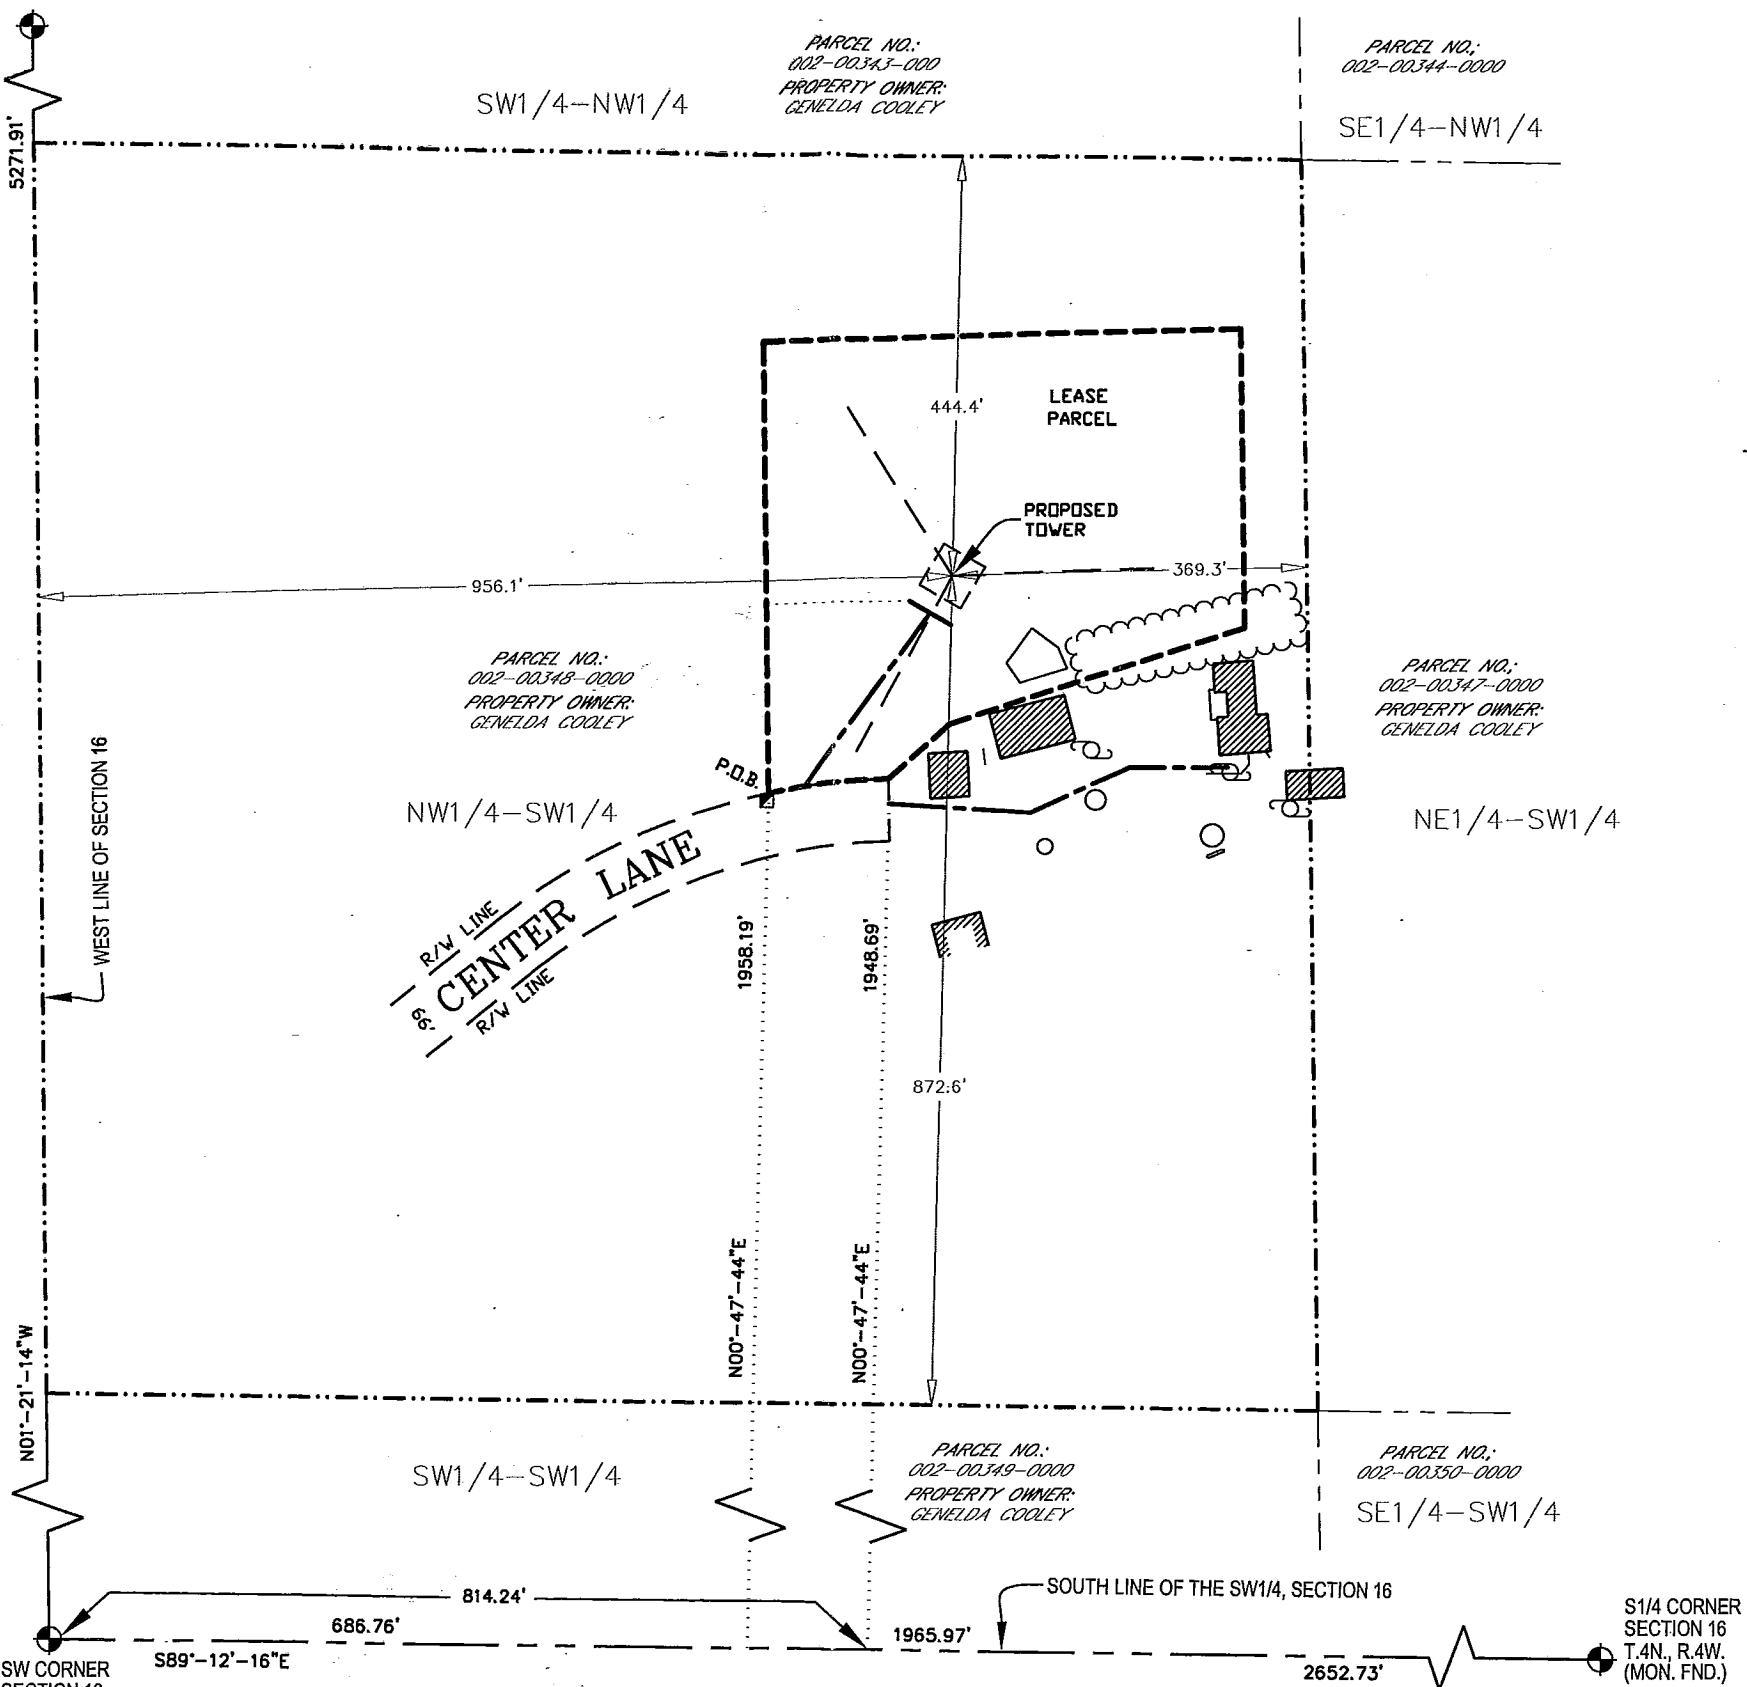 PARCEL NO.:
002-00343-000
PROPERTY OWNER:
GENELDA COOLEY
PARCEL NO.:
002-00344-0000
SW1/4-NW1/4
SE1/4-NW1/4
5271.91'
LEASE
PARCEL
444.4'
PROPOSED
TOWER
956.1'
369.3'
PARCEL NO.:
002-00348-0000
PROPERTY OWNER:
GENELDA COOLEY
PARCEL NO.:
002-00347-0000
PROPERTY OWNER:
GENELDA COOLEY
P.O.B.
NW1/4-SW1/4
NE1/4-SW1/4
WEST LINE OF SECTION 16
R/W LINE
66' CENTER LANE
R/W LINE
1958.19'
1948.69'
872.6'
N00°-47'-44"E
N00°-47'-44"E
N01°-21'-14"W
SW1/4-SW1/4
PARCEL NO.:
002-00349-0000
PROPERTY OWNER:
GENELDA COOLEY
PARCEL NO.:
002-00350-0000
SE1/4-SW1/4
814.24'
SOUTH LINE OF THE SW1/4, SECTION 16
686.76'
1965.97'
S89°-12'-16"E
2652.73'
SW CORNER
S1/4 CORNER
SECTION 16
T.4N., R.4W.
(MON. FND.)